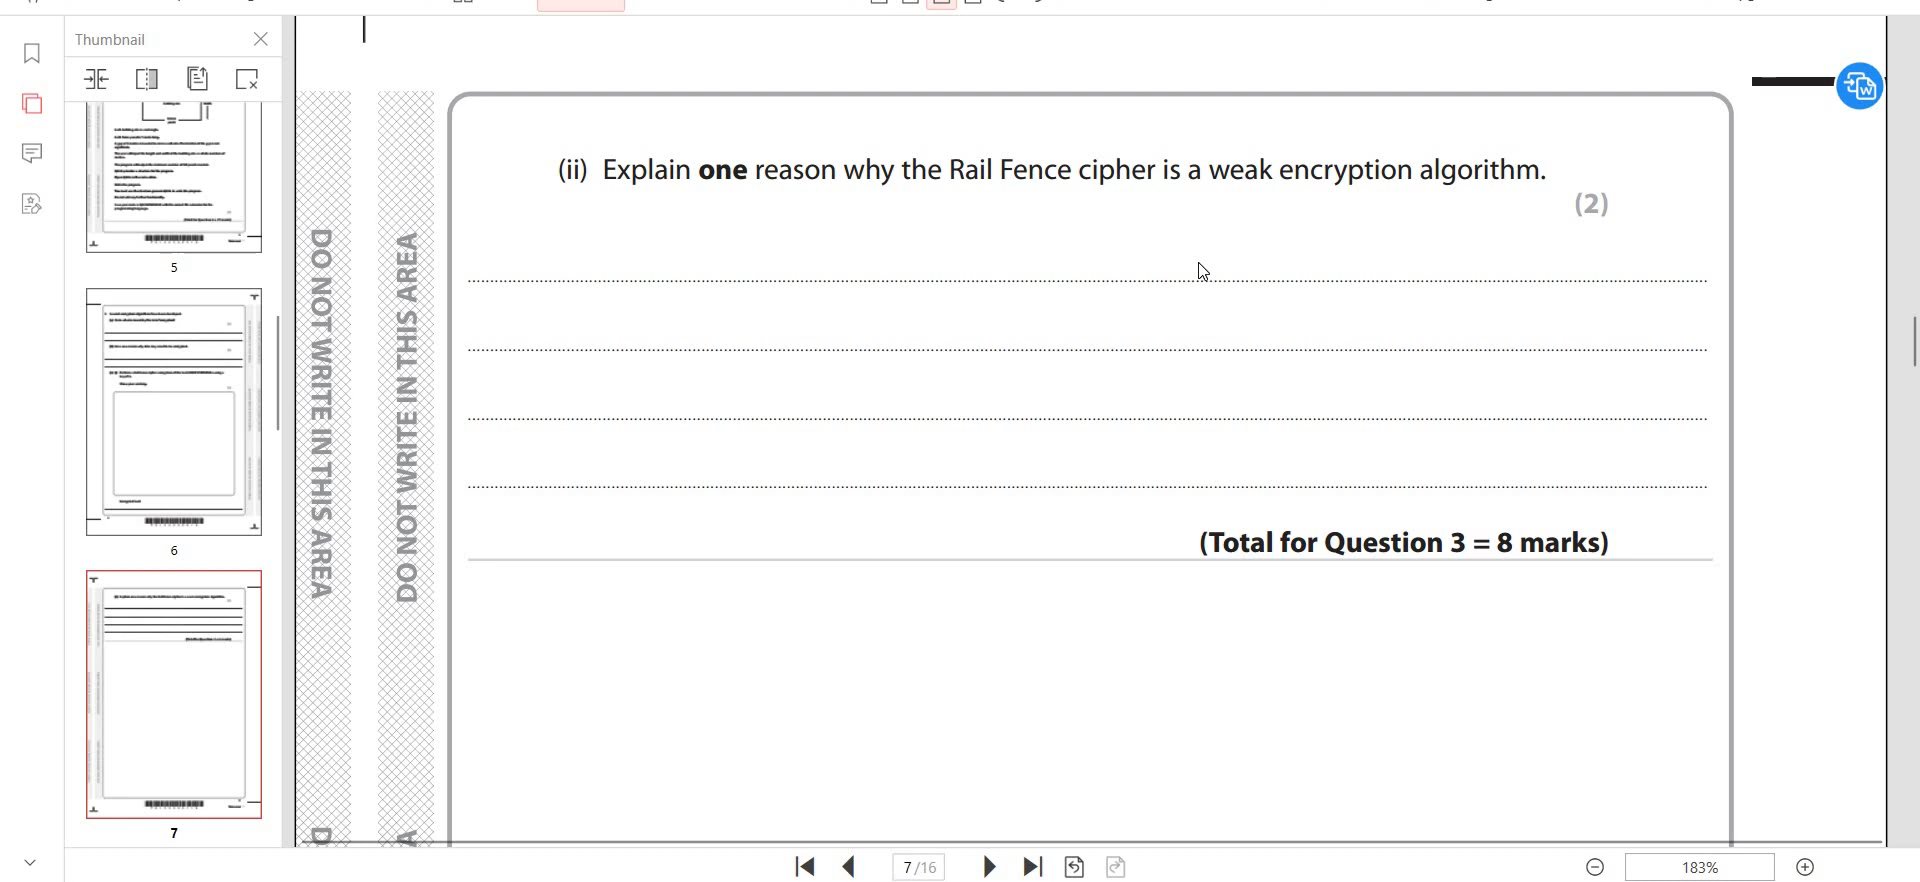 Thumbnail
5
6
7
DO NOT WRITE IN THIS AREA
DO NOT WRITE IN THIS AREA
(ii) Explain one reason why the Rail Fence cipher is a weak encryption algorithm.
(2)
(Total for Question 3 = 8 marks)
D
A
7 /16
183%